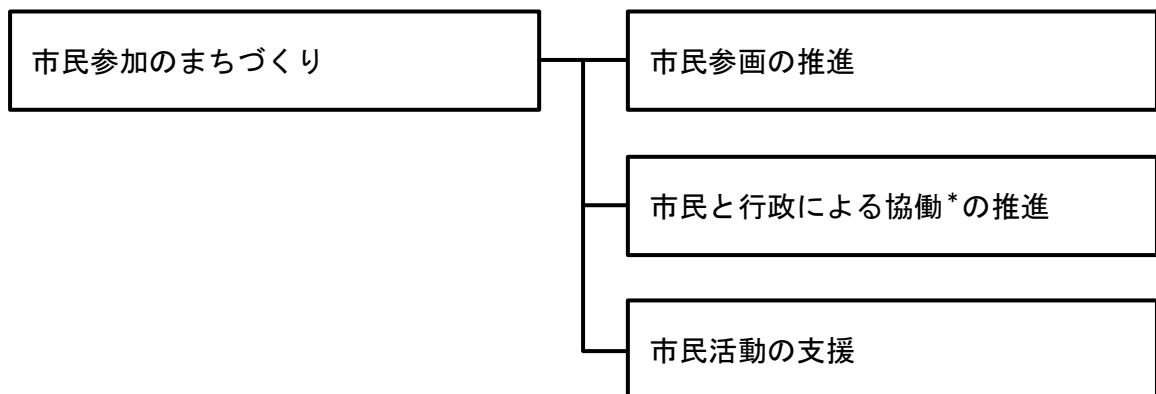 市民参加のまちづくり
市民参画の推進
市民と行政による協働*の推進
市民活動の支援